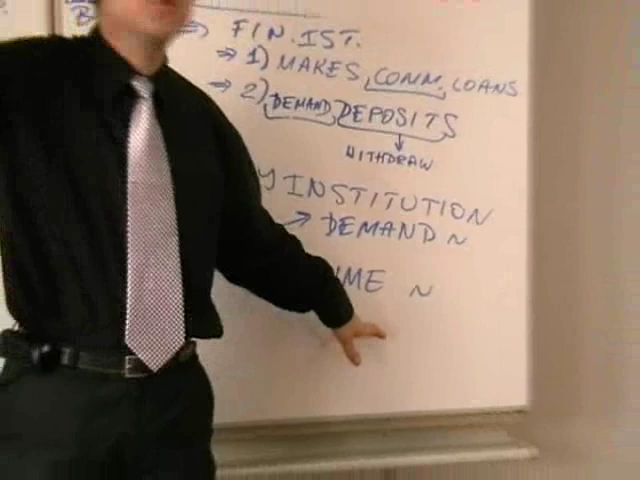 ⇒ FIN. IST.
⇒ 1) MAKES COMM. LOANS
⇒ 2) DEMAND DEPOSITS
↓
WITHDRAW
Y INSTITUTION
→ DEMAND ~
IME ~